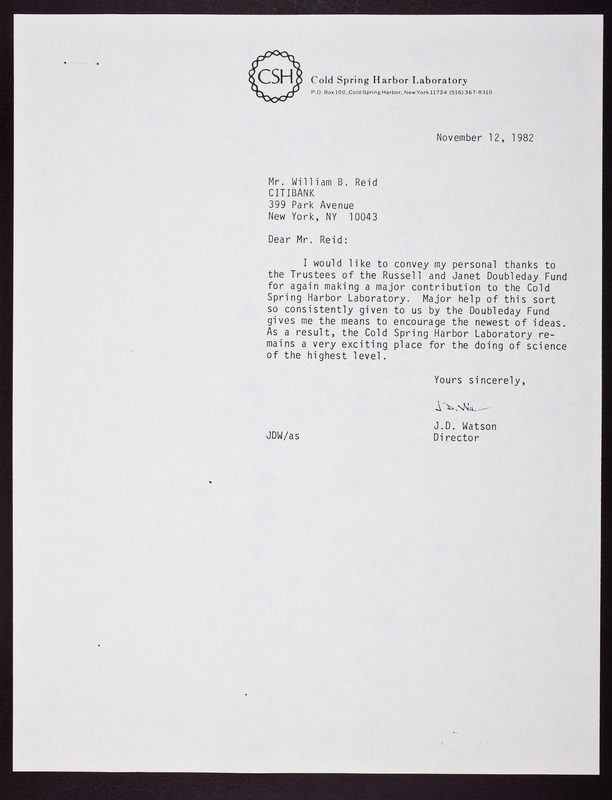 CSH
Cold Spring Harbor Laboratory
P.O. Box 100, Cold Spring Harbor, New York 11724 (516) 367-8310
November 12, 1982
Mr. William B. Reid
CITIBANK
399 Park Avenue
New York, NY 10043
Dear Mr. Reid:
I would like to convey my personal thanks to
the Trustees of the Russell and Janet Doubleday Fund
for again making a major contribution to the Cold
Spring Harbor Laboratory. Major help of this sort
so consistently given to us by the Doubleday Fund
gives me the means to encourage the newest of ideas.
As a result, the Cold Spring Harbor Laboratory re-
mains a very exciting place for the doing of science
of the highest level.
Yours sincerely,
J.D. Watson
JDW/as
Director